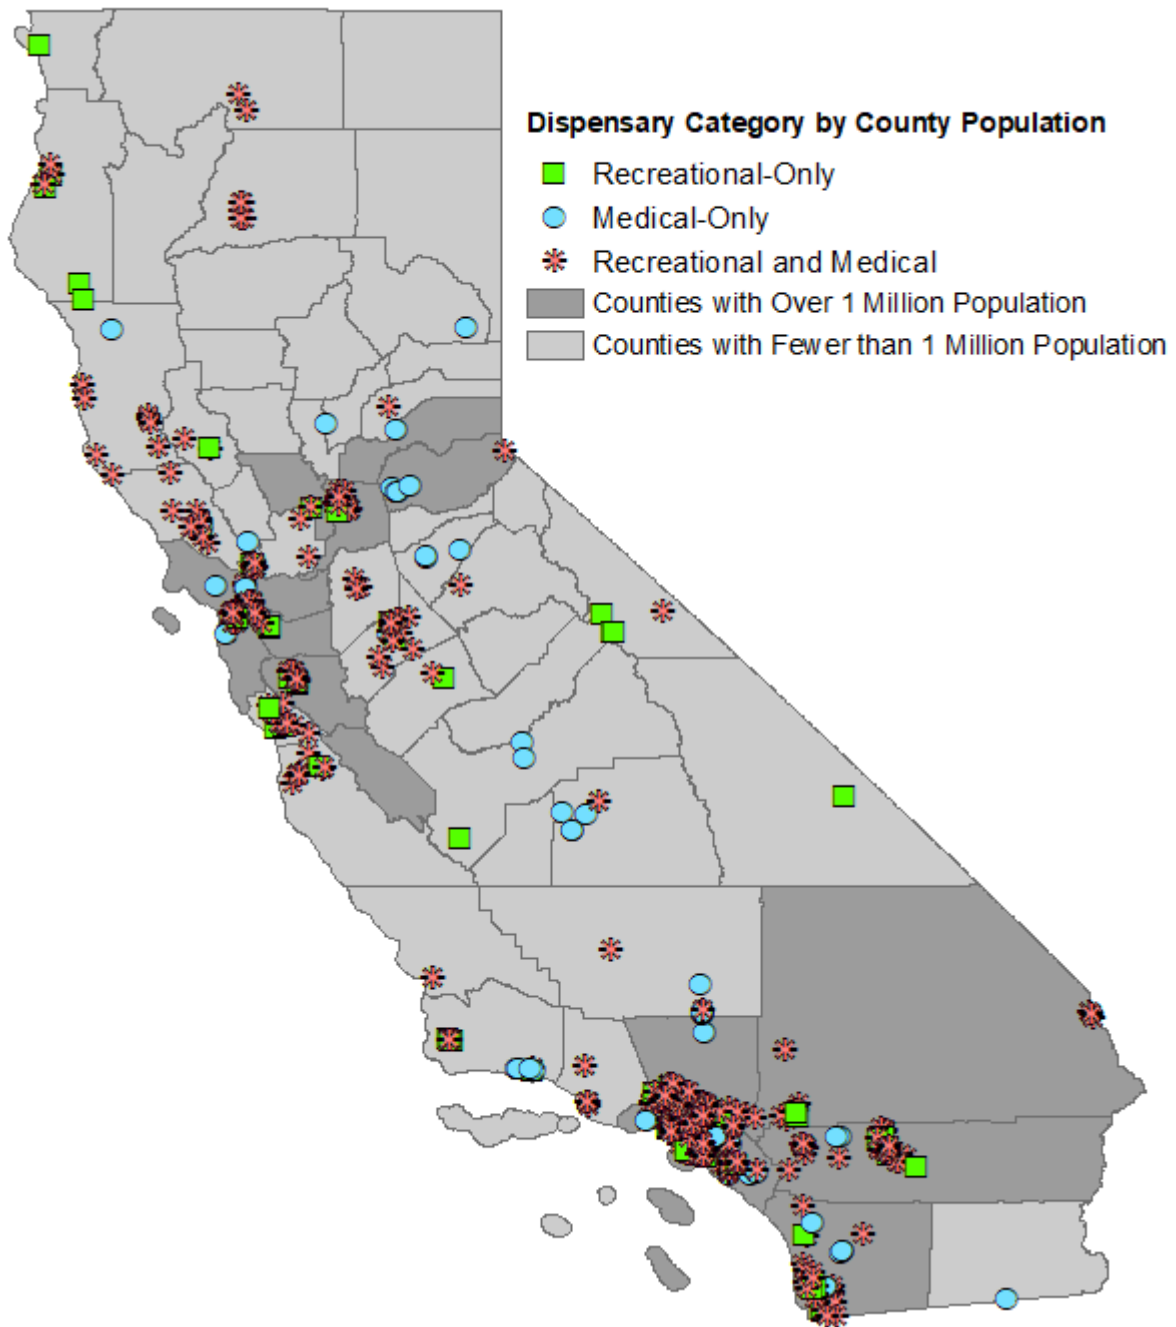 Dispensary Category by County Population
Recreational-Only
Medical-Only
Recreational and Medical
Counties with Over 1 Million Population
Counties with Fewer than 1 Million Population